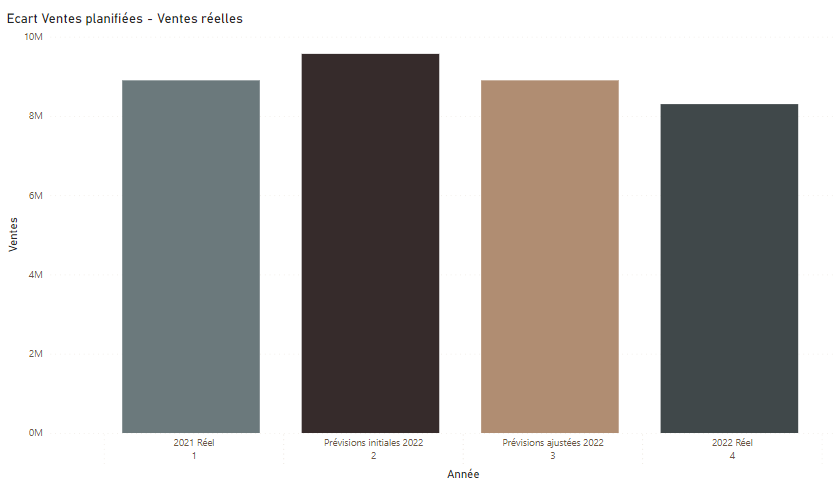 Ecart Ventes planifiées - Ventes réelles
10M
8M
6M
4M
2M
0M
Ventes
2021 Réel
1
Prévisions initiales 2022
2
Prévisions ajustées 2022
3
2022 Réel
4
Année